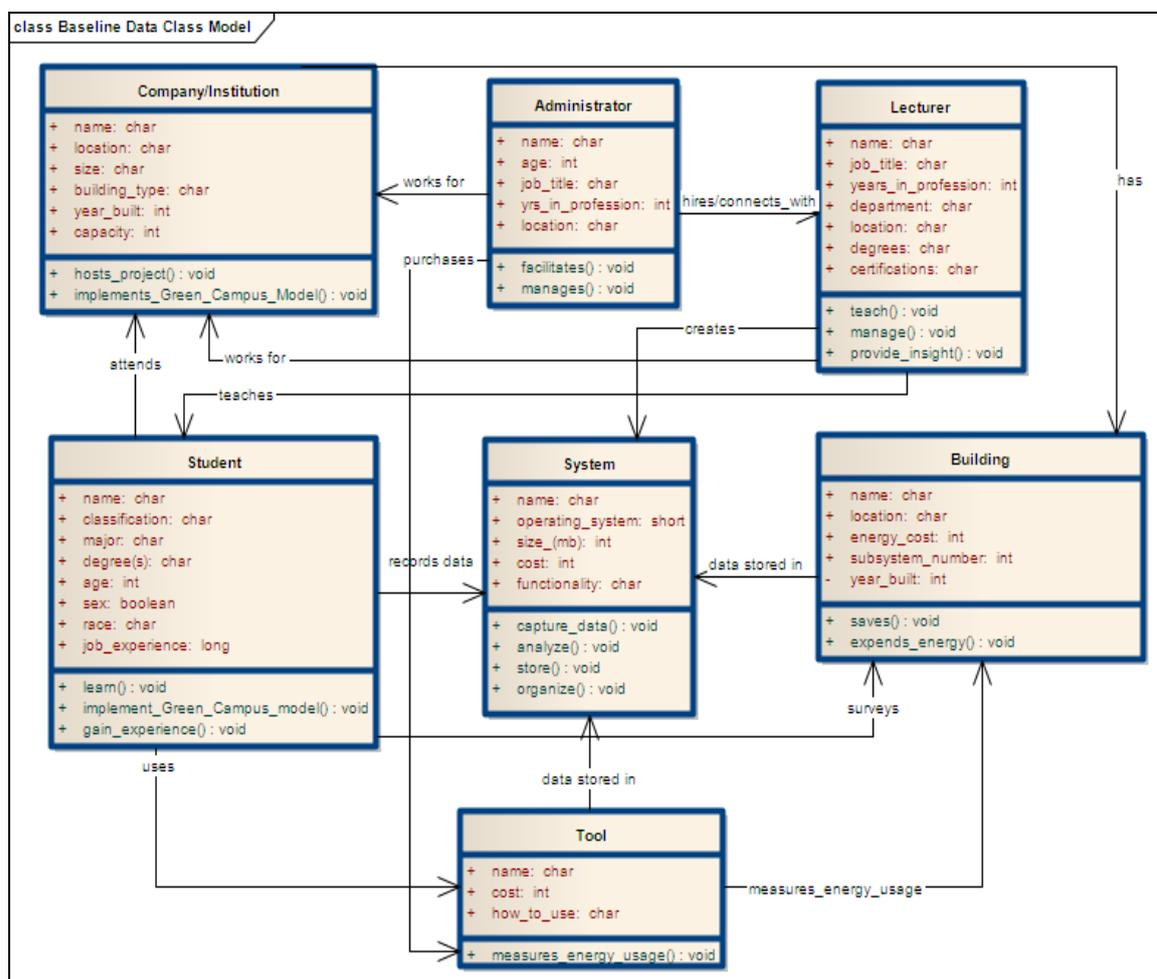 class Baseline Data Class Model
Company/Institution
+ name: char
+ location: char
+ size: char
+ building_type: char
+ year_built: int
+ capacity: int
+ hosts_project() : void
+ implements_Green_Campus_Model() : void
Administrator
+ name: char
+ age: int
+ job_title: char
+ yrs_in_profession: int
+ location: char
+ facilitates() : void
+ manages() : void
Lecturer
+ name: char
+ job_title: char
+ years_in_profession: int
+ department: char
+ location: char
+ degrees: char
+ certifications: char
+ teach() : void
+ manage() : void
+ provide_insight() : void
works for
hires/connects_with
has
purchases
creates
works for
attends
teaches
Student
+ name: char
+ classification: char
+ major: char
+ degree(s): char
+ age: int
+ sex: boolean
+ race: char
+ job_experience: long
+ learn() : void
+ implement_Green_Campus_model() : void
+ gain_experience() : void
System
+ name: char
+ operating_system: short
+ size_(mb): int
+ cost: int
+ functionality: char
+ capture_data() : void
+ analyze() : void
+ store() : void
+ organize() : void
Building
+ name: char
+ location: char
+ energy_cost: int
+ subsystem_number: int
- year_built: int
+ saves() : void
+ expends_energy() : void
records data
data stored in
surveys
uses
data stored in
Tool
+ name: char
+ cost: int
+ how_to_use: char
+ measures_energy_usage() : void
measures_energy_usage